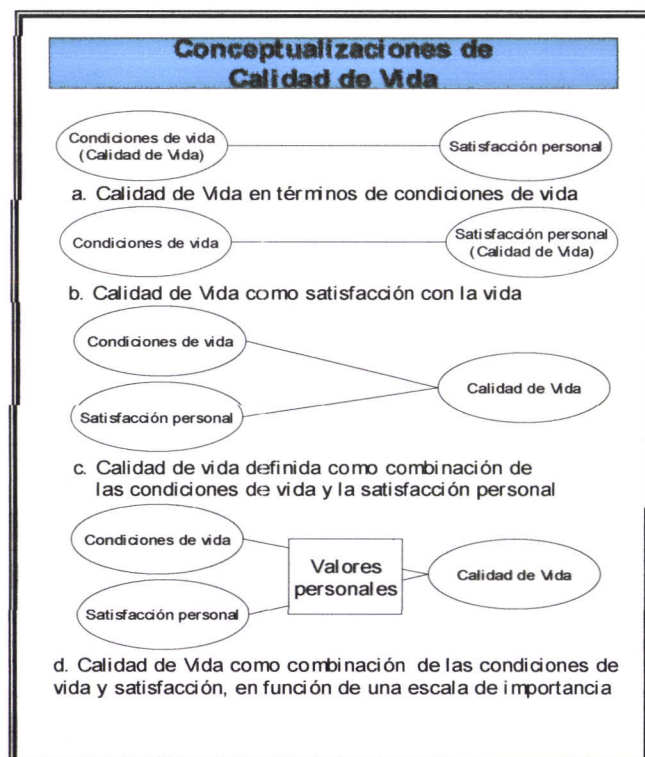 Conceptualizaciones de
Calidad de Vida
Condiciones de vida
(Calidad de Vida)
Satisfacción personal
a. Calidad de Vida en términos de condiciones de vida
Condiciones de vida
Satisfacción personal
(Calidad de Vida)
b. Calidad de Vida como satisfacción con la vida
Condiciones de vida
Calidad de Vida
Satisfacción personal
c. Calidad de vida definida como combinación de
las condiciones de vida y la satisfacción personal
Condiciones de vida
Valores
personales
Calidad de Vida
Satisfacción personal
d. Calidad de Vida como combinación de las condiciones de
vida y satisfacción, en función de una escala de importancia